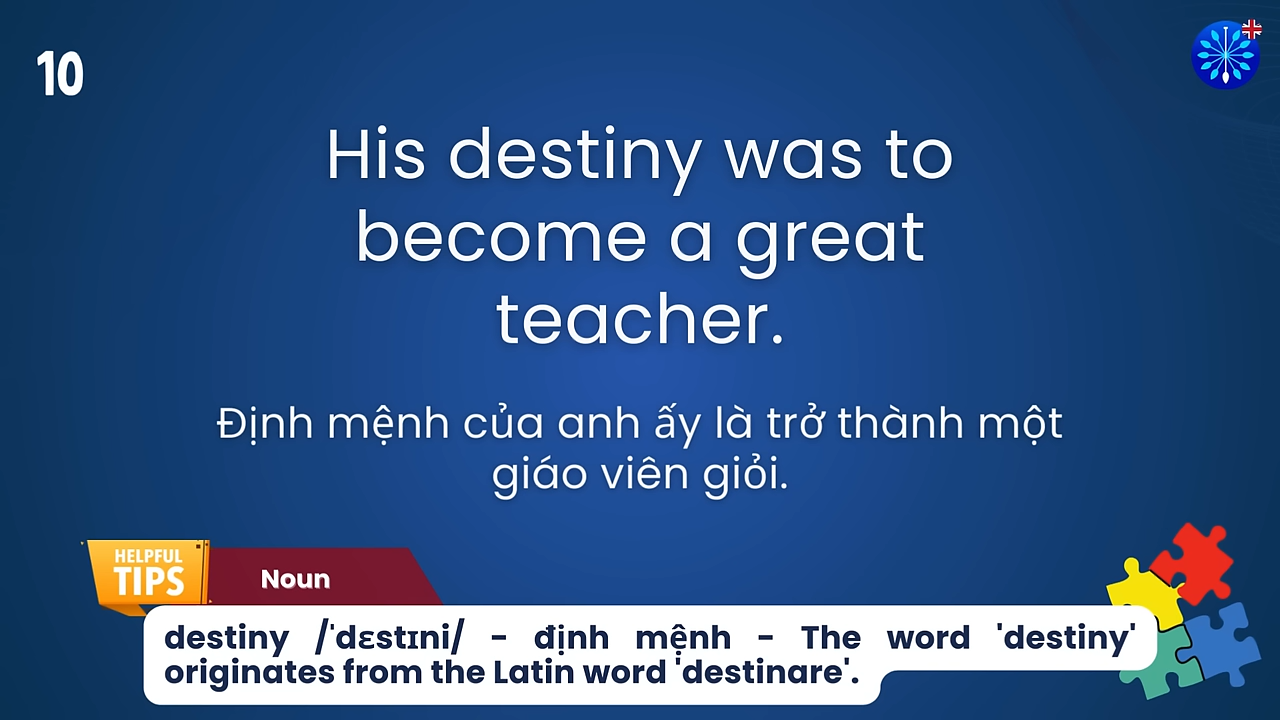 10
His destiny was to
become a great
teacher.
Định mệnh của anh ấy là trở thành một
giáo viên giỏi.
HELPFUL
TIPS
Noun
destiny /ˈdɛstɪni/ - định mệnh - The word 'destiny'
originates from the Latin word 'destinare'.